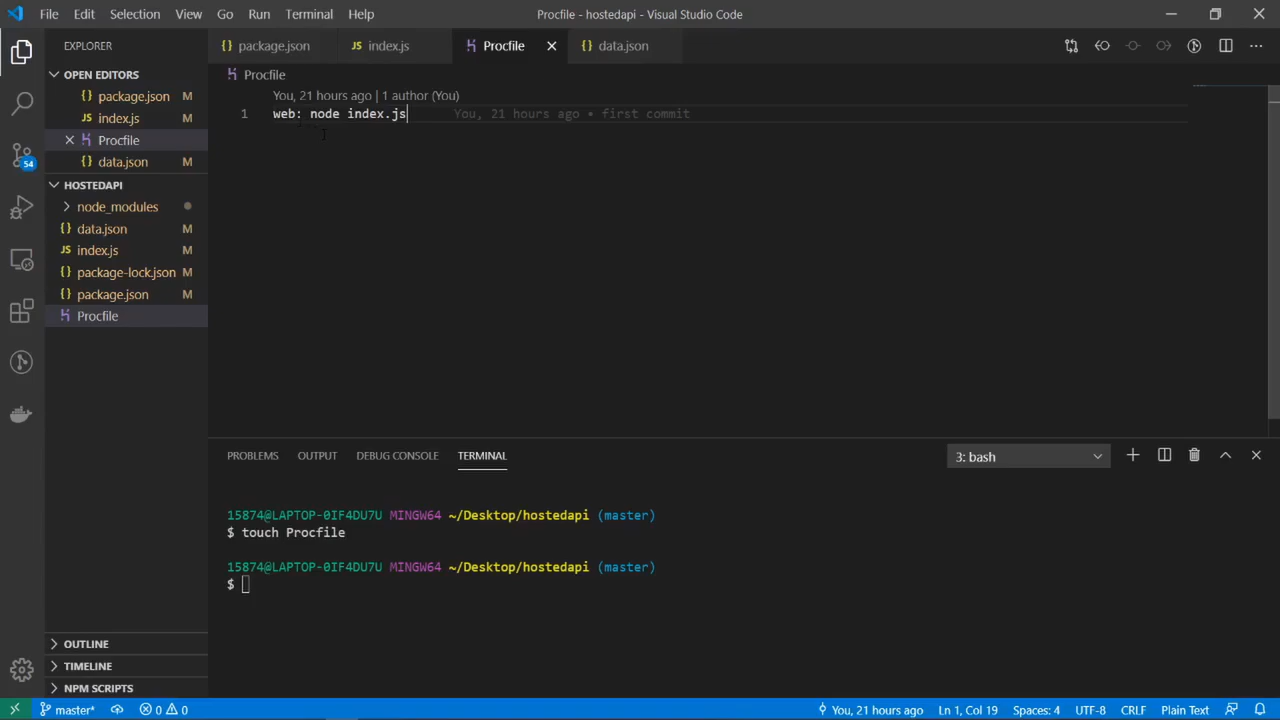 File Edit Selection View Go Run Terminal Help
Procfile - hostedapi - Visual Studio Code
EXPLORER
OPEN EDITORS
{} package.json M
JS index.js
Procfile
{} data.json M
HOSTEDAPI
node_modules
{} data.json M
JS index.js M
{} package-lock.json M
{} package.json M
Procfile
OUTLINE
TIMELINE
NPM SCRIPTS
54
{} package.json
JS index.js
Procfile
{} data.json
Procfile
You, 21 hours ago | 1 author (You)
1 web: node index.js You, 21 hours ago • first commit
PROBLEMS OUTPUT DEBUG CONSOLE TERMINAL
3: bash
15874@LAPTOP-0IF4DU7U MINGW64 ~/Desktop/hostedapi (master)
$ touch Procfile
15874@LAPTOP-0IF4DU7U MINGW64 ~/Desktop/hostedapi (master)
$
master* 0 0 You, 21 hours ago Ln 1, Col 19 Spaces: 4 UTF-8 CRLF Plain Text